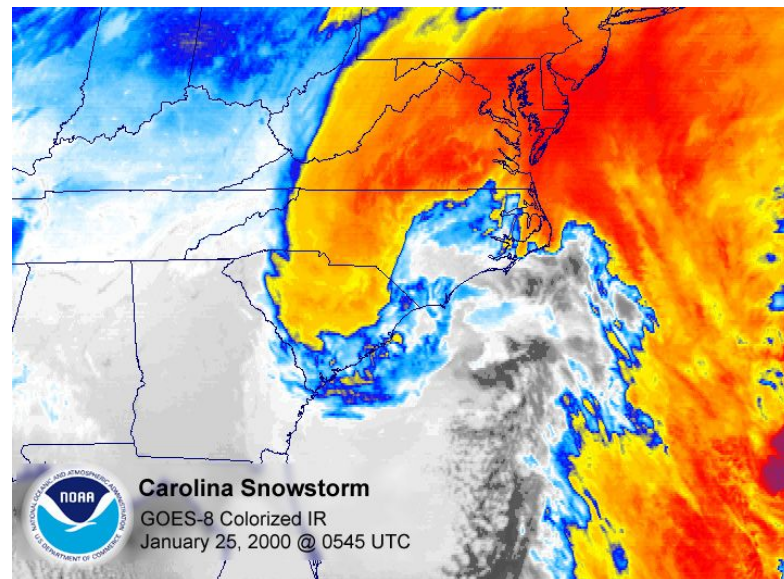 NOAA
NATIONAL OCEANIC AND ATMOSPHERIC ADMINISTRATION
U.S. DEPARTMENT OF COMMERCE
Carolina Snowstorm
GOES-8 Colorized IR
January 25, 2000 @ 0545 UTC